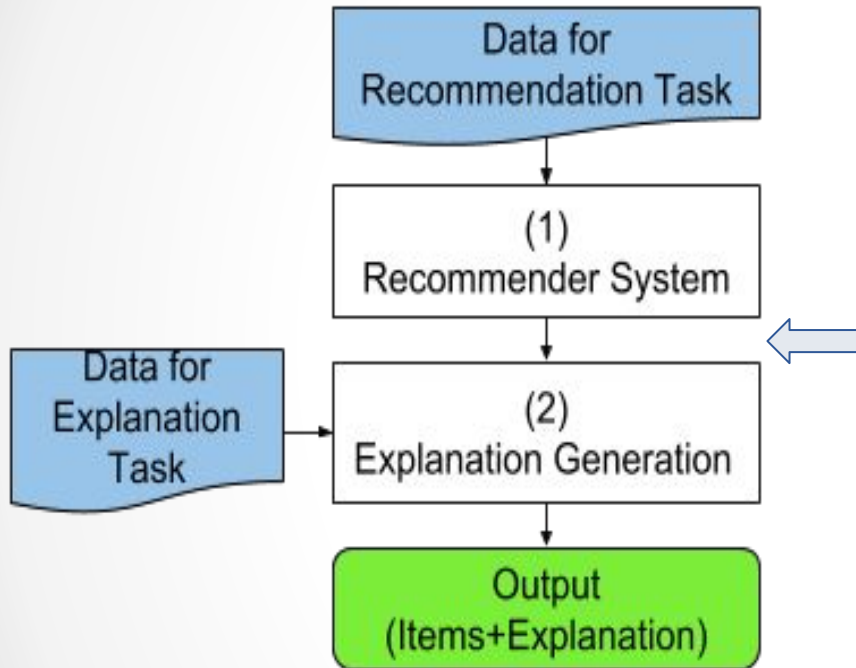 Data for
Recommendation Task
(1)
Recommender System
Data for
Explanation
Task
(2)
Explanation Generation
Output
(Items+Explanation)